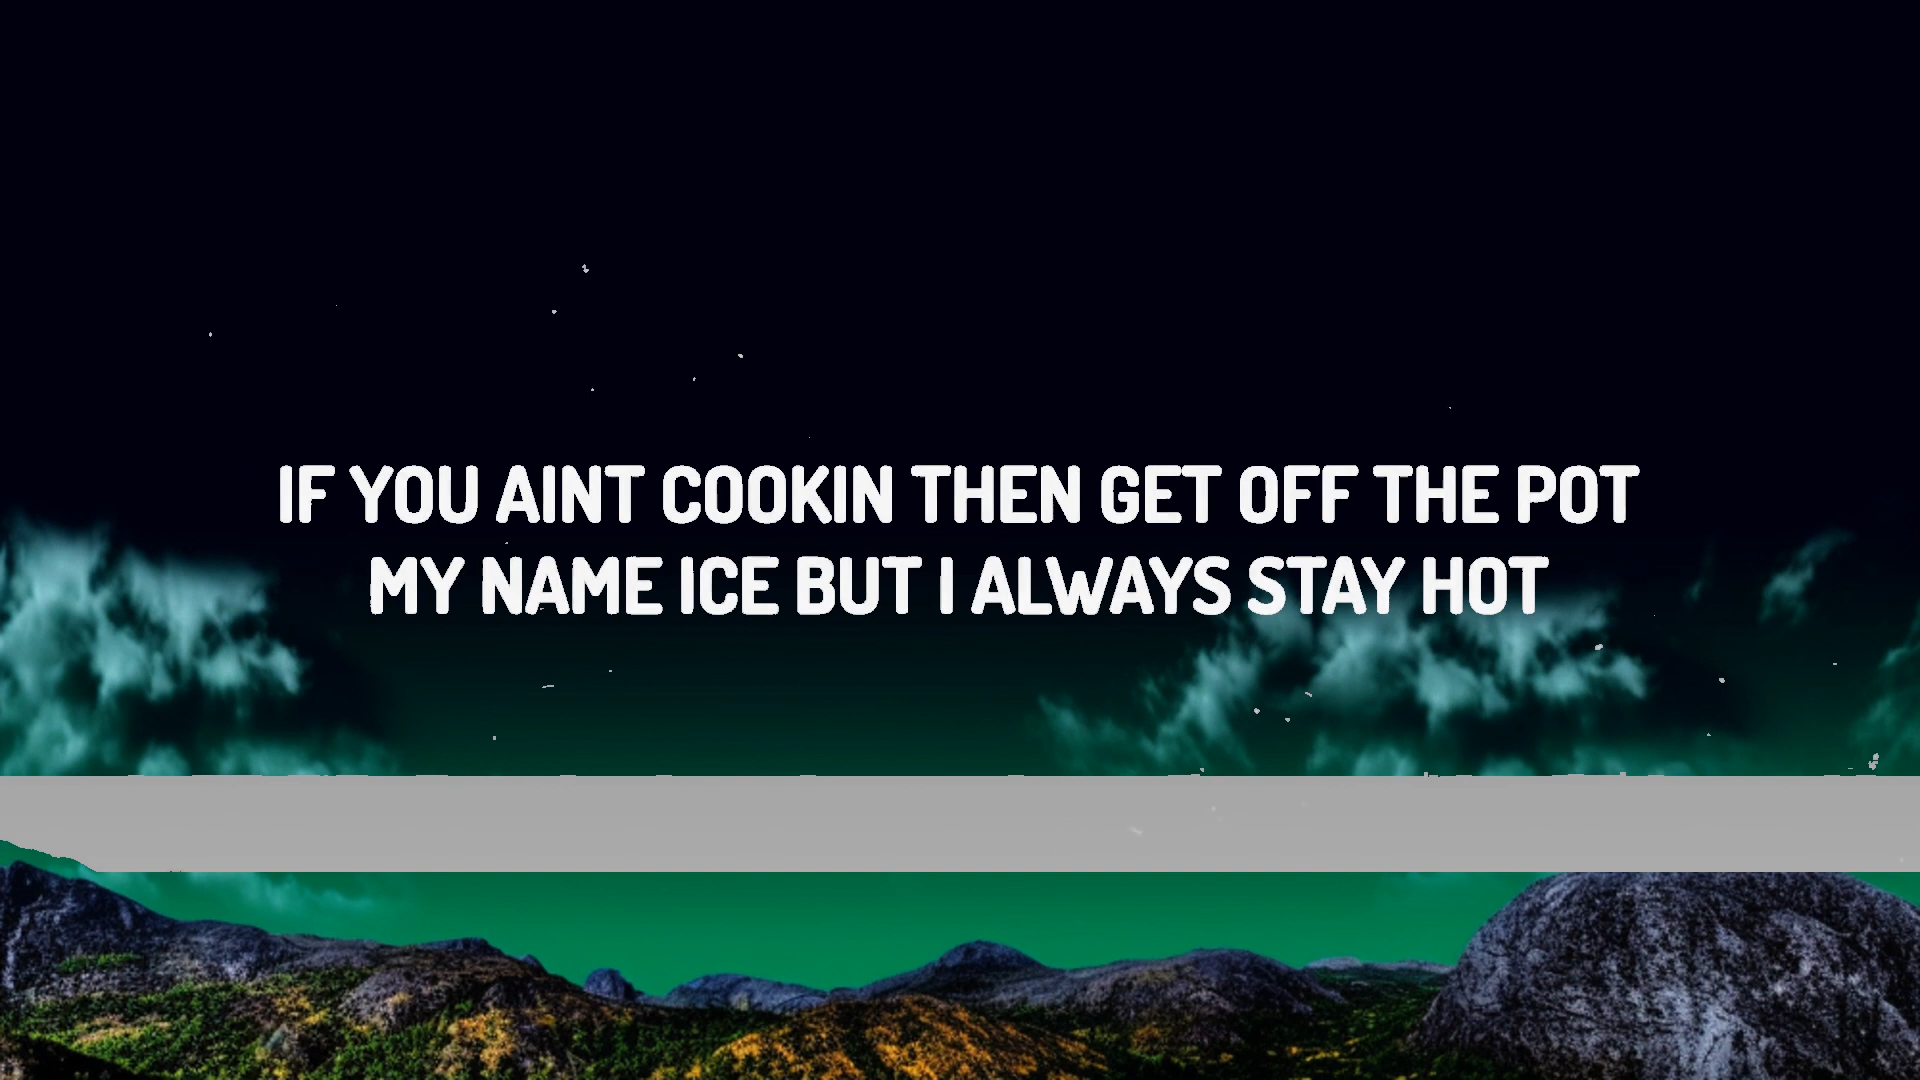 IF YOU AINT COOKIN THEN GET OFF THE POT
MY NAME ICE BUT I ALWAYS STAY HOT